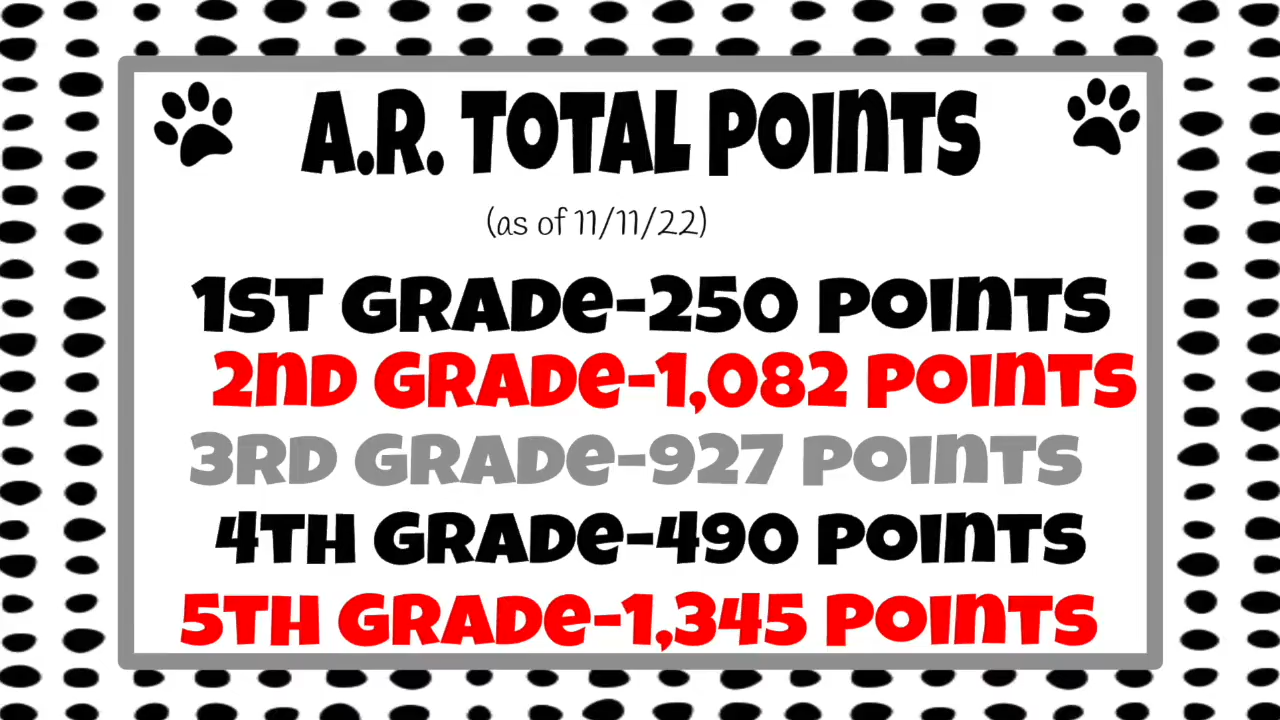 A.R. TOTAL POINTS
(as of 11/11/22)
1ST GRADE-250 POINTS
2ND GRADE-1,082 POINTS
3RD GRADE-927 POINTS
4TH GRADE-490 POINTS
5TH GRADE-1,345 POINTS